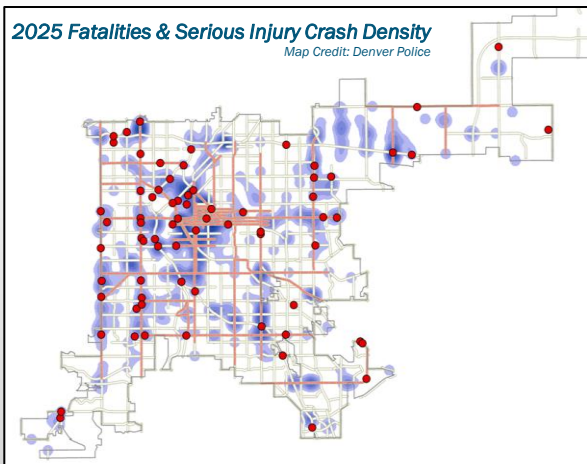 2025 Fatalities & Serious Injury Crash Density
Map Credit: Denver Police